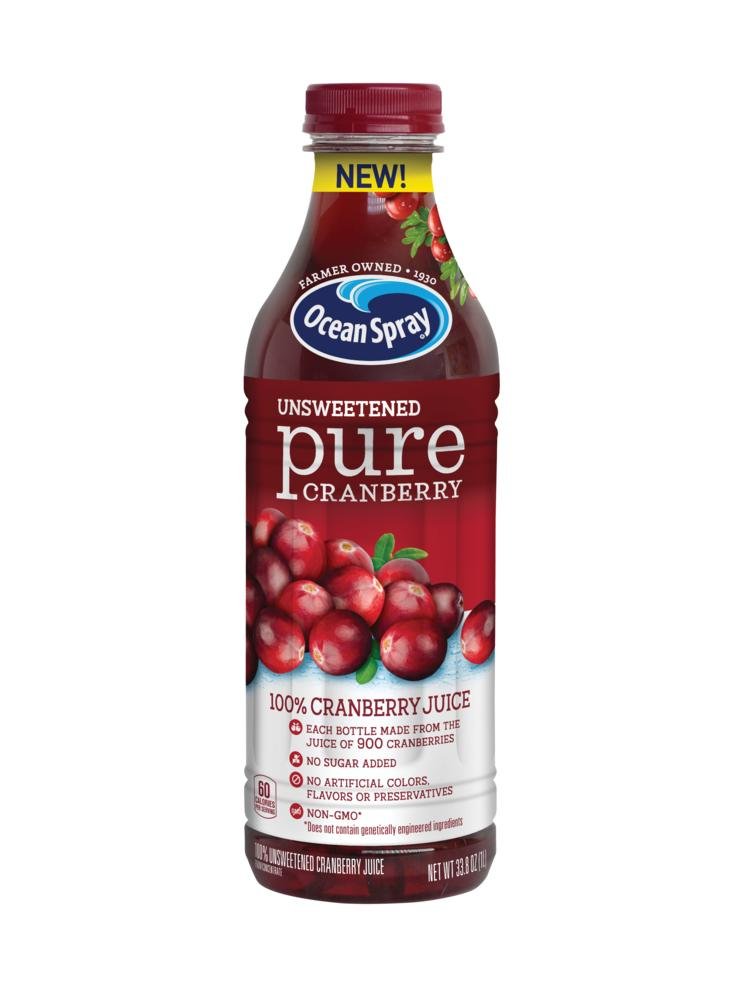 NEW!
FARMER OWNED • 1930
Ocean Spray
UNSWEETENED
pure
CRANBERRY
100% CRANBERRY JUICE
EACH BOTTLE MADE FROM THE
JUICE OF 900 CRANBERRIES
NO SUGAR ADDED
NO ARTIFICIAL COLORS,
FLAVORS OR PRESERVATIVES
NON-GMO*
*Does not contain genetically engineered ingredients
60
CALORIES
PER SERVING
100% UNSWEETENED CRANBERRY JUICE
FROM CONCENTRATE
NET WT 33.8 OZ (1L)